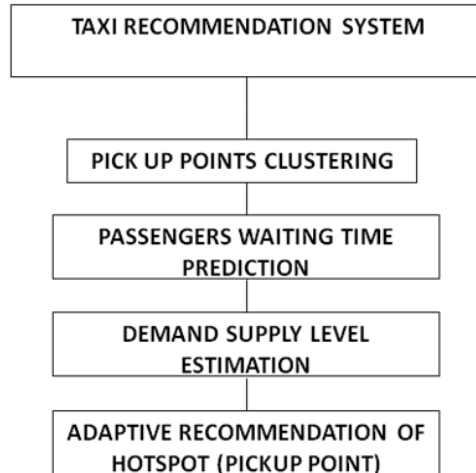 TAXI RECOMMENDATION SYSTEM
PICK UP POINTS CLUSTERING
PASSENGERS WAITING TIME
PREDICTION
DEMAND SUPPLY LEVEL
ESTIMATION
ADAPTIVE RECOMMENDATION OF
HOTSPOT (PICKUP POINT)